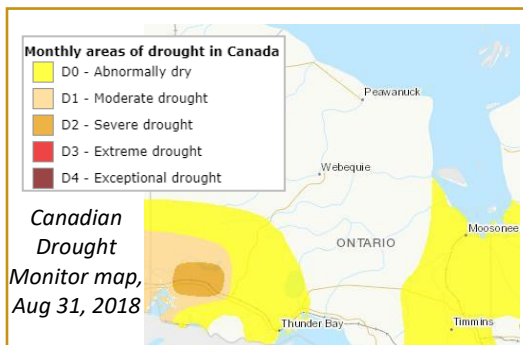 Monthly areas of drought in Canada
D0 - Abnormally dry
D1 - Moderate drought
D2 - Severe drought
D3 - Extreme drought
D4 - Exceptional drought
Canadian
Drought
Monitor map,
Aug 31, 2018
Peawanuck
Webequie
ONTARIO
Moosonee
Thunder Bay
Timmins